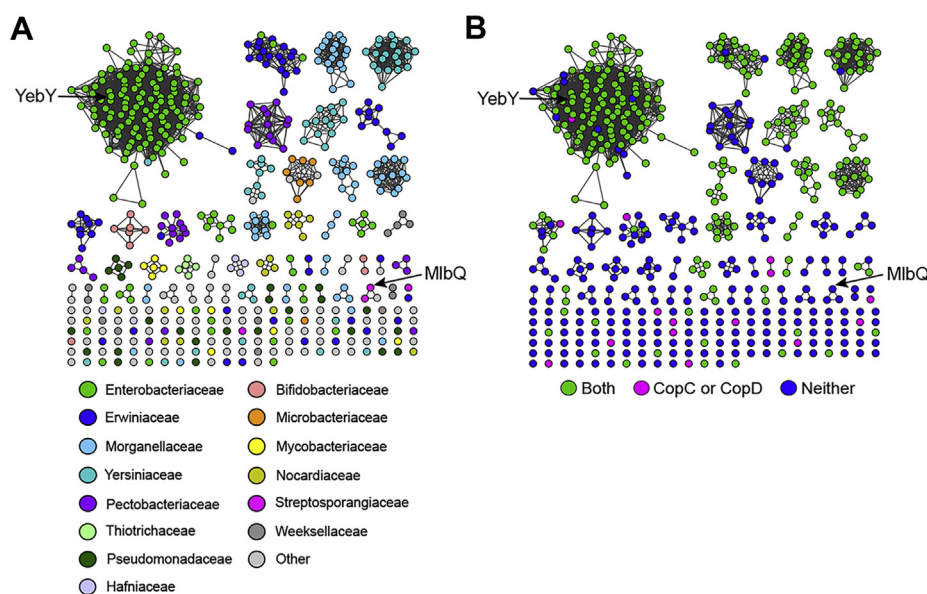 A
B
YebY
YebY
MlbQ
MlbQ
Enterobacteriaceae
Erwiniaceae
Morganellaceae
Yersiniaceae
Pectobacteriaceae
Thiotrichaceae
Pseudomonadaceae
Hafniaceae
Bifidobacteriaceae
Microbacteriaceae
Mycobacteriaceae
Nocardiaceae
Streptosporangiaceae
Weeksellaceae
Other
Both
CopC or CopD
Neither